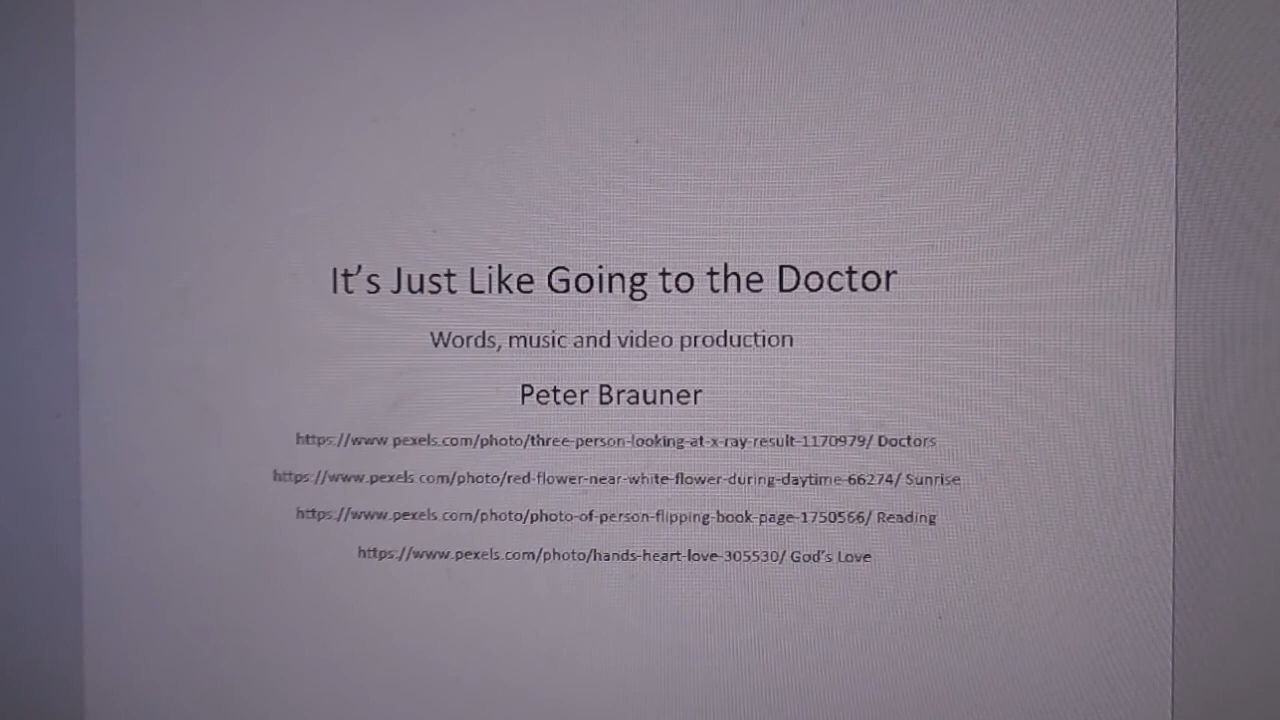 It's Just Like Going to the Doctor
Words, music and video production
Peter Brauner
https://www.pexels.com/photo/three-person-looking-at-x-ray-result-1170979/ Doctors
https://www.pexels.com/photo/red-flower-near-white-flower-during-daytime-66274/ Sunrise
https://www.pexels.com/photo/photo-of-person-flipping-book-page-1750566/ Reading
https://www.pexels.com/photo/hands-heart-love-305530/ God's Love